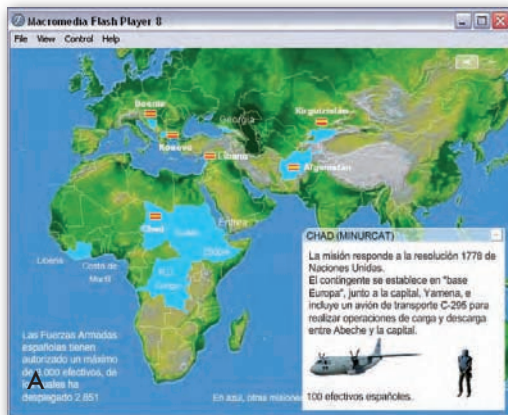 Macromedia Flash Player 8
File View Control Help
Bosnia
Kosovo
Georgia
Kirguizistán
Líbano
Afganistán
Chad
Eritrea
Liberia
Costa de
Marfil
CHAD (MINURCAT)
La misión responde a la resolución 1778 de
Naciones Unidas.
El contingente se establece en "base
Europa", junto a la capital, Yamena, e
incluye un avión de transporte C-295 para
realizar operaciones de carga y descarga
entre Abeche y la capital.
100 efectivos españoles.
Las Fuerzas Armadas
españolas tienen
autorizado un máximo
de 3.000 efectivos, de
los cuales ha
desplegado 2.851
A
En azul, otras misiones